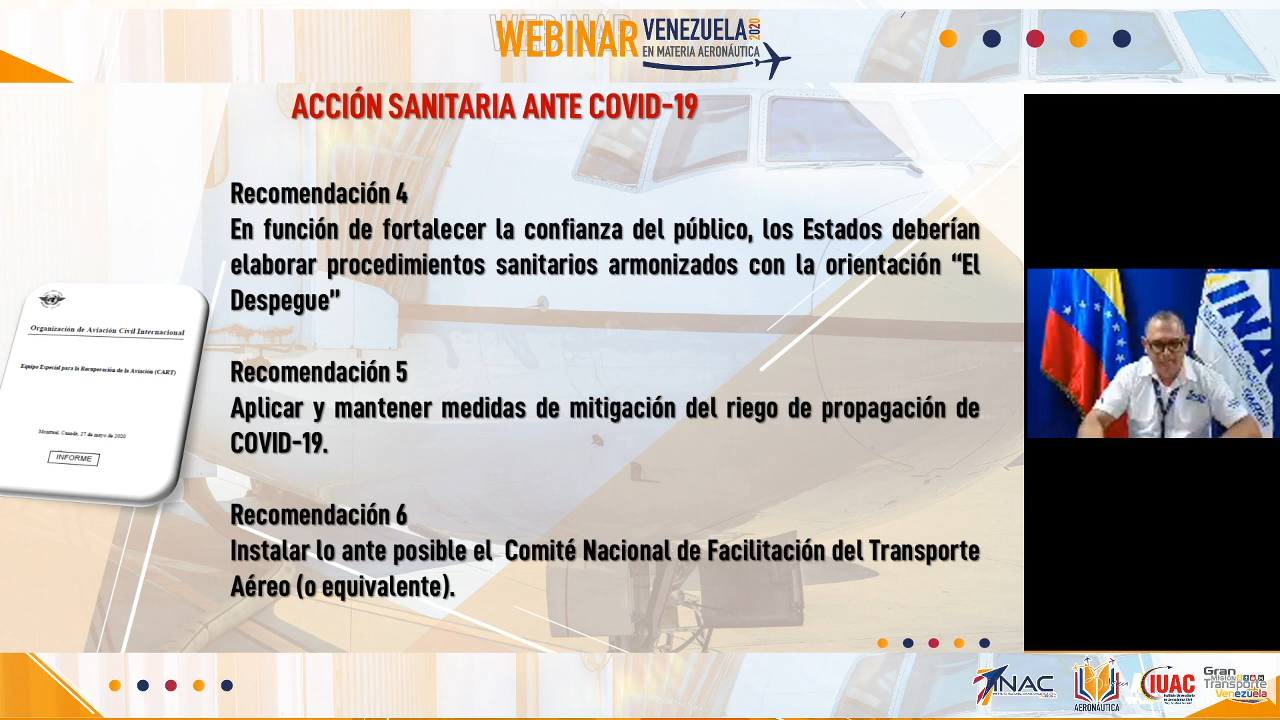 WEBINAR VENEZUELA 2020
EN MATERIA AERONÁUTICA
ACCIÓN SANITARIA ANTE COVID-19
Recomendación 4
En función de fortalecer la confianza del público, los Estados deberían
elaborar procedimientos sanitarios armonizados con la orientación “El
Despegue”
Organización de Aviación Civil Internacional
Equipo Especial para la Recuperación de la Aviación (CART)
Montreal, Canadá, 27 de mayo de 2020
INFORME
Recomendación 5
Aplicar y mantener medidas de mitigación del riego de propagación de
COVID-19.
Recomendación 6
Instalar lo ante posible el Comité Nacional de Facilitación del Transporte
Aéreo (o equivalente).
INAC
AERONÁUTICA
IUAC
Gran
Misión
Transporte
Venezuela